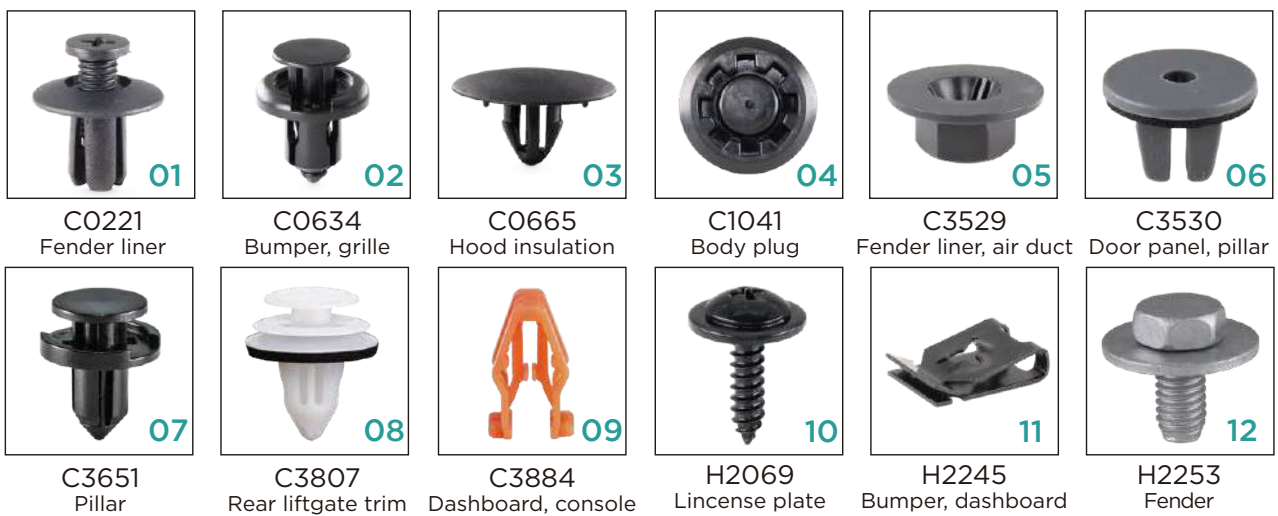 01
02
03
04
05
06
C0221
C0634
C0665
C1041
C3529
C3530
Fender liner
Bumper, grille
Hood insulation
Body plug
Fender liner, air duct
Door panel, pillar
07
08
09
10
11
12
C3651
C3807
C3884
H2069
H2245
H2253
Pillar
Rear liftgate trim
Dashboard, console
Lincense plate
Bumper, dashboard
Fender